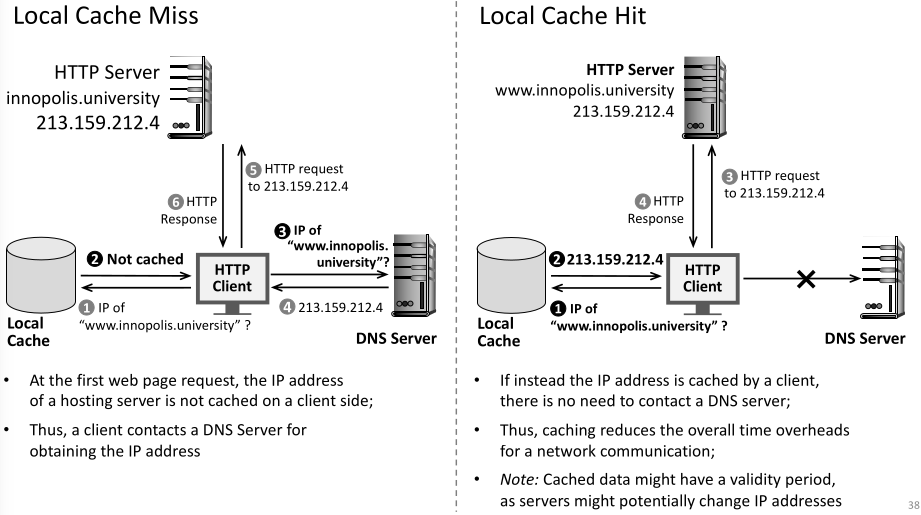 Local Cache Miss
HTTP Server
innopolis.university
213.159.212.4
5 HTTP request
to 213.159.212.4
6 HTTP
Response
3 IP of
“www.innopolis.
university”?
2 Not cached
HTTP
Client
1 IP of
“www.innopolis.university” ?
4 213.159.212.4
Local
Cache
DNS Server
• At the first web page request, the IP address
of a hosting server is not cached on a client side;
• Thus, a client contacts a DNS Server for
obtaining the IP address
Local Cache Hit
HTTP Server
www.innopolis.university
213.159.212.4
3 HTTP request
to 213.159.212.4
4 HTTP
Response
2 213.159.212.4
HTTP
Client
1 IP of
“www.innopolis.university” ?
Local
Cache
DNS Server
• If instead the IP address is cached by a client,
there is no need to contact a DNS server;
• Thus, caching reduces the overall time overheads
for a network communication;
• Note: Cached data might have a validity period,
as servers might potentially change IP addresses
38